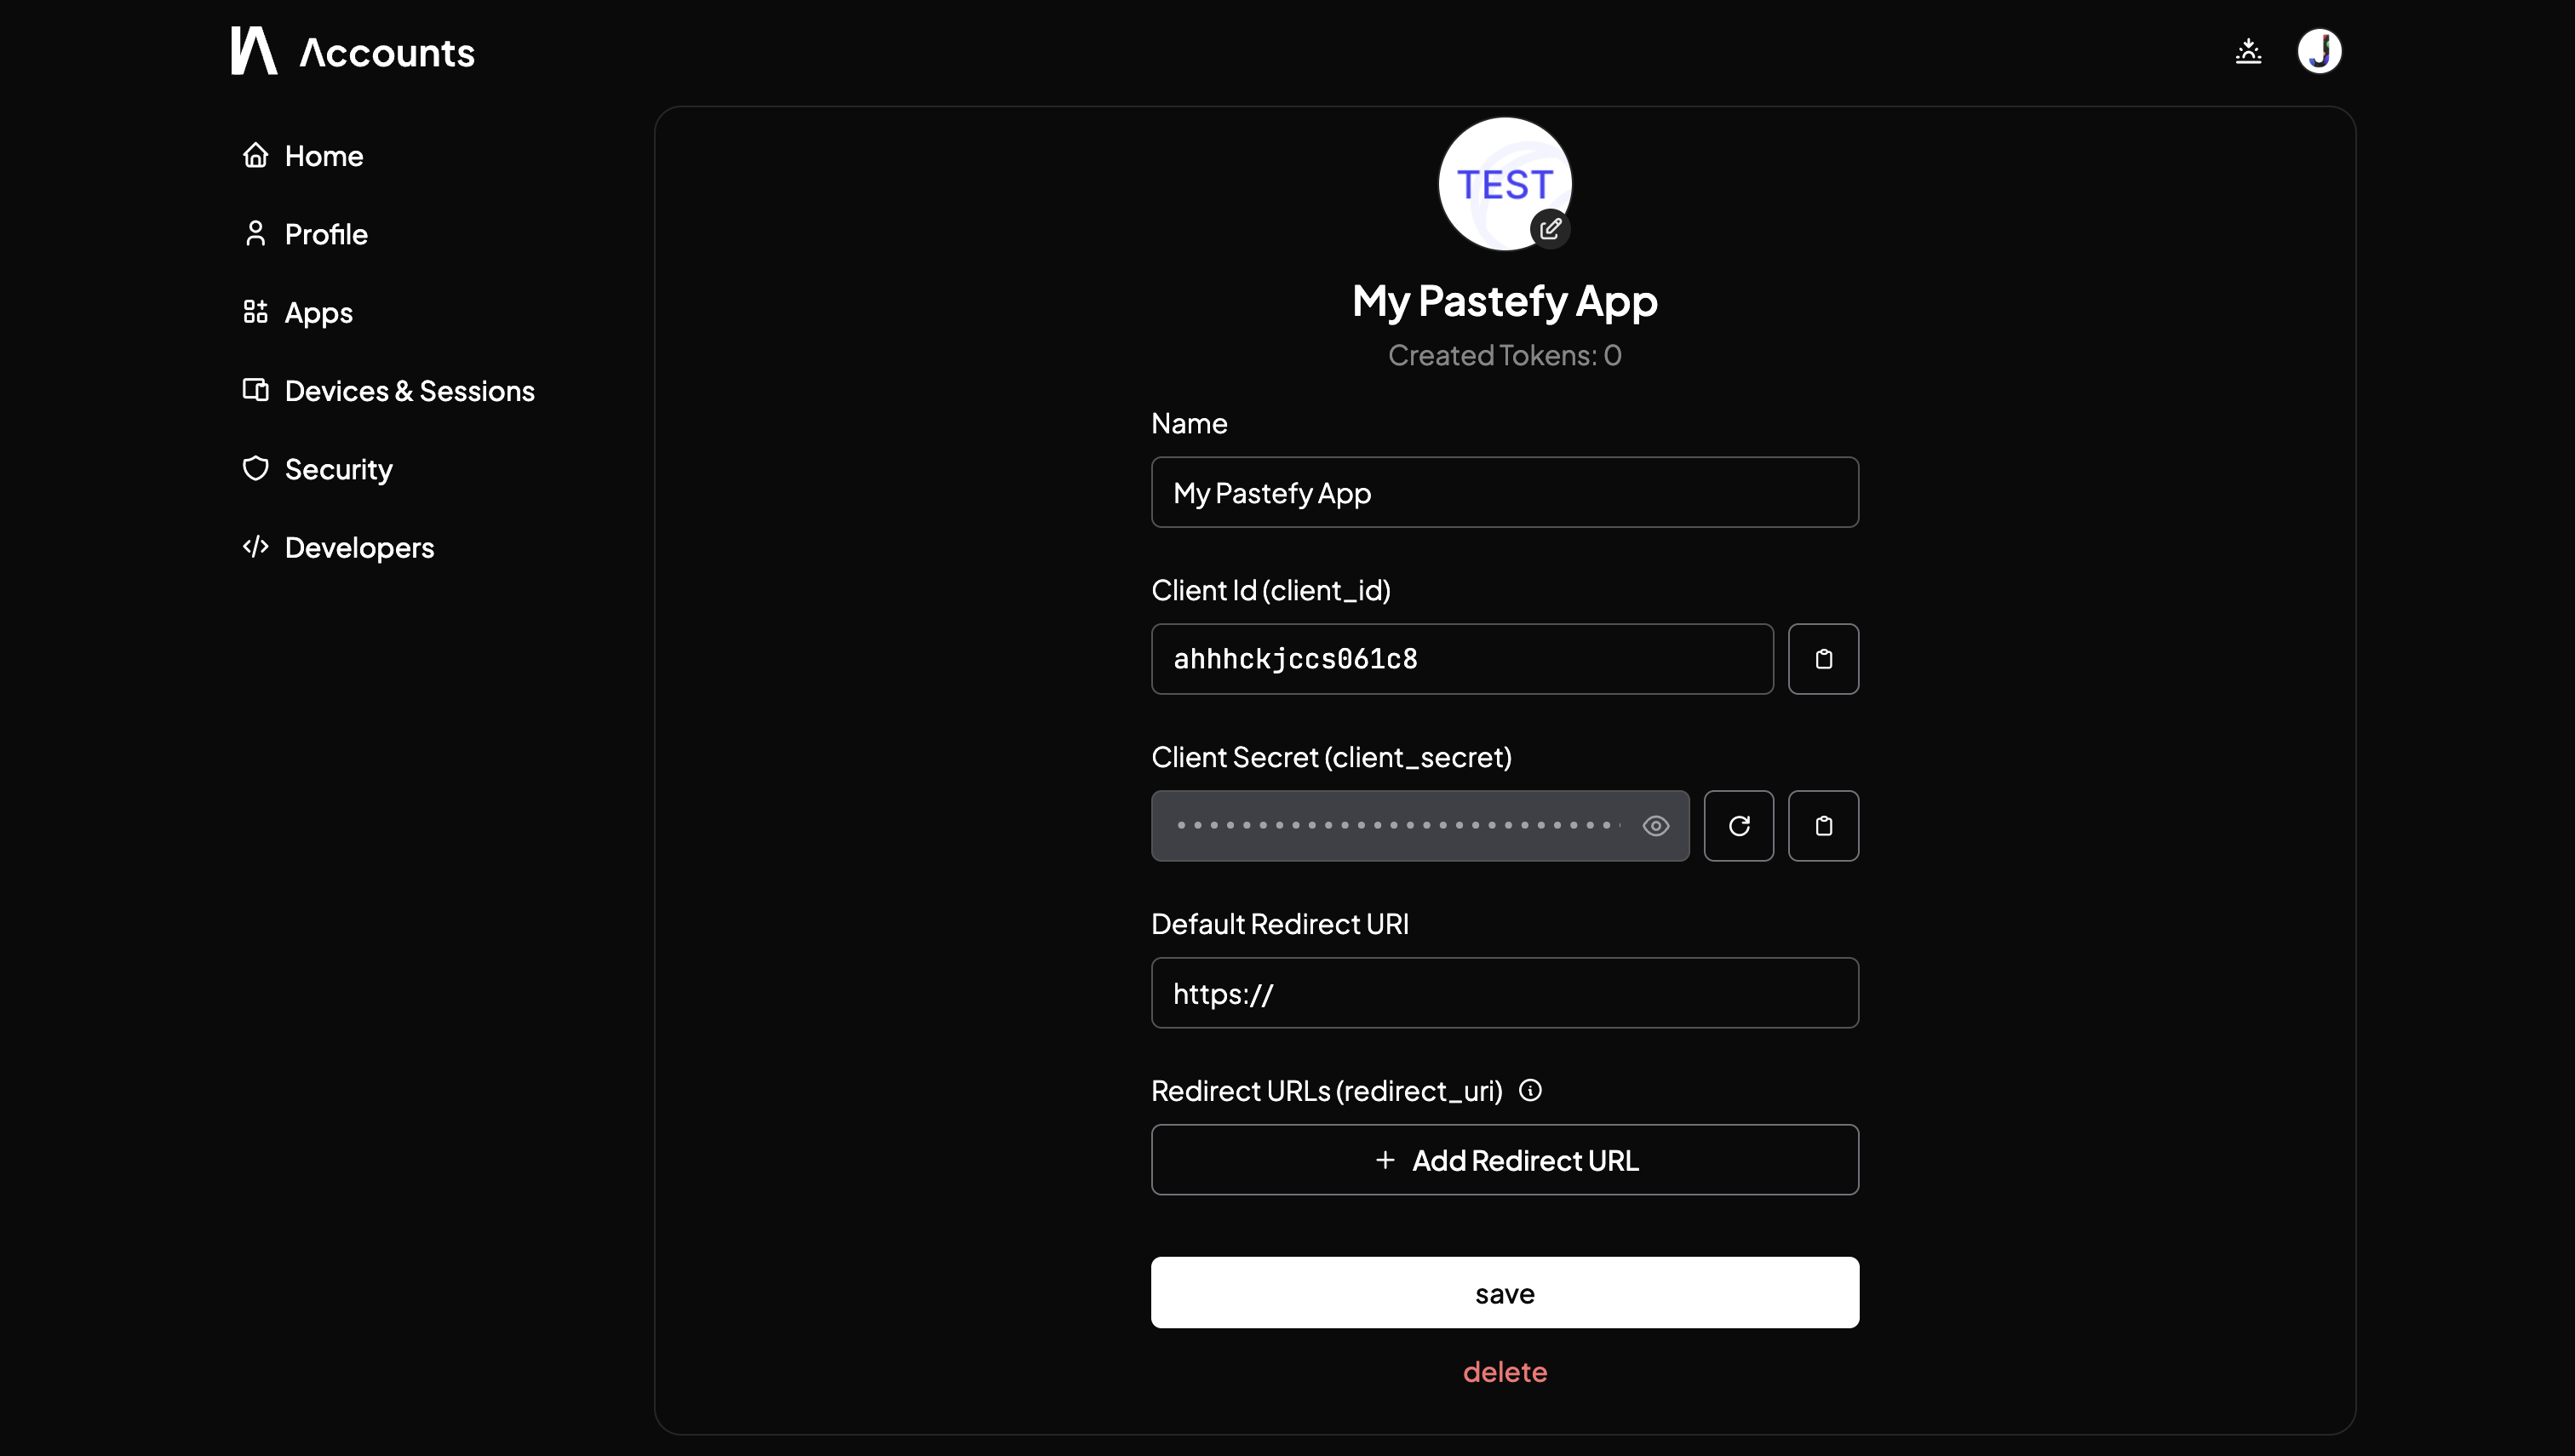 Accounts
Home
Profile
Apps
Devices & Sessions
Security
Developers
TEST
My Pastefy App
Created Tokens: 0
Name
My Pastefy App
Client Id (client_id)
ahhhckjccs061c8
Client Secret (client_secret)
Default Redirect URI
https://
Redirect URLs (redirect_uri)
+ Add Redirect URL
save
delete